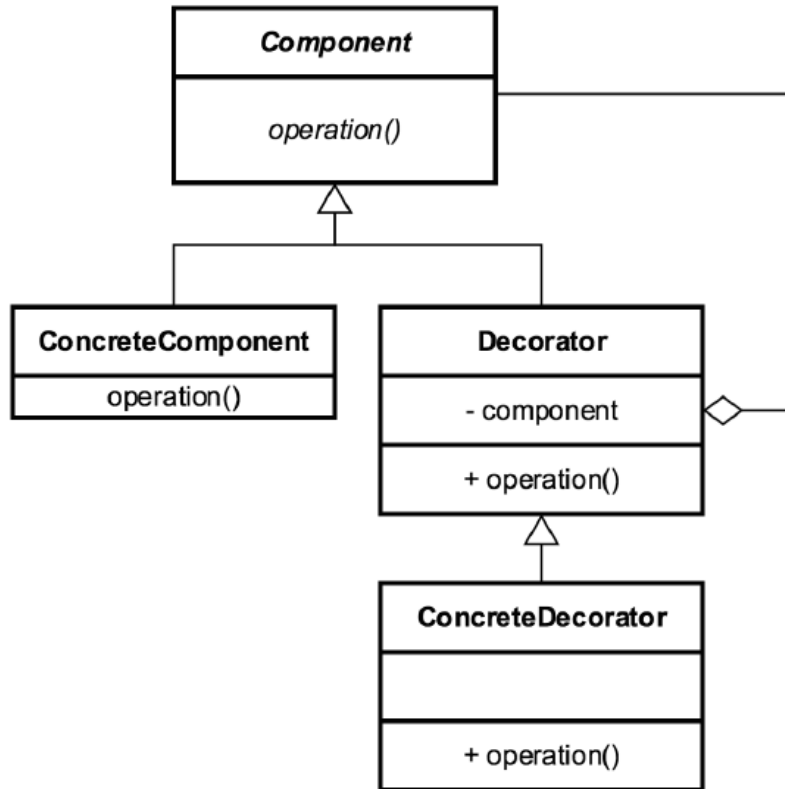 Component
operation()
ConcreteComponent
operation()
Decorator
- component
+ operation()
ConcreteDecorator
+ operation()